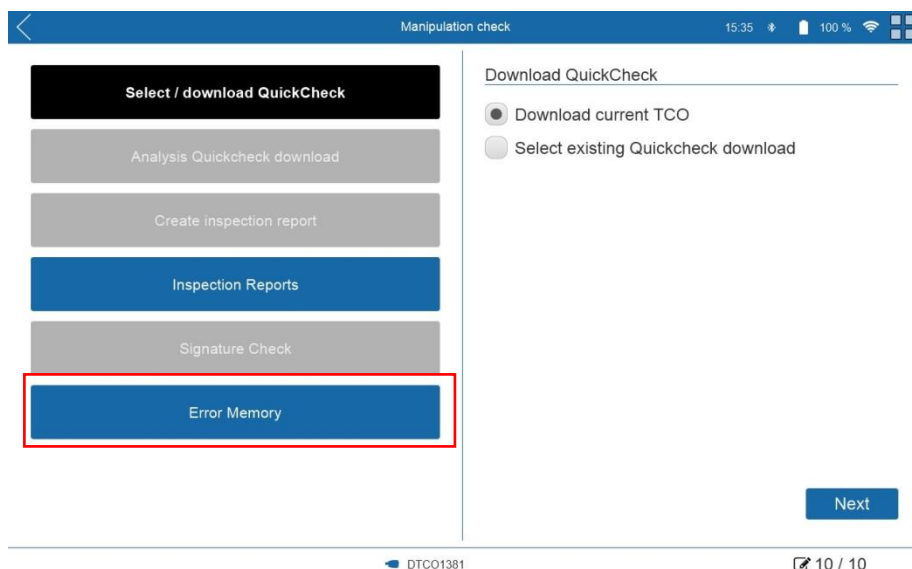 Manipulation check
15:35
100 %
Select / download QuickCheck
Analysis Quickcheck download
Create inspection report
Inspection Reports
Signature Check
Error Memory
Download QuickCheck
Download current TCO
Select existing Quickcheck download
Next
DTCO1381
10 / 10